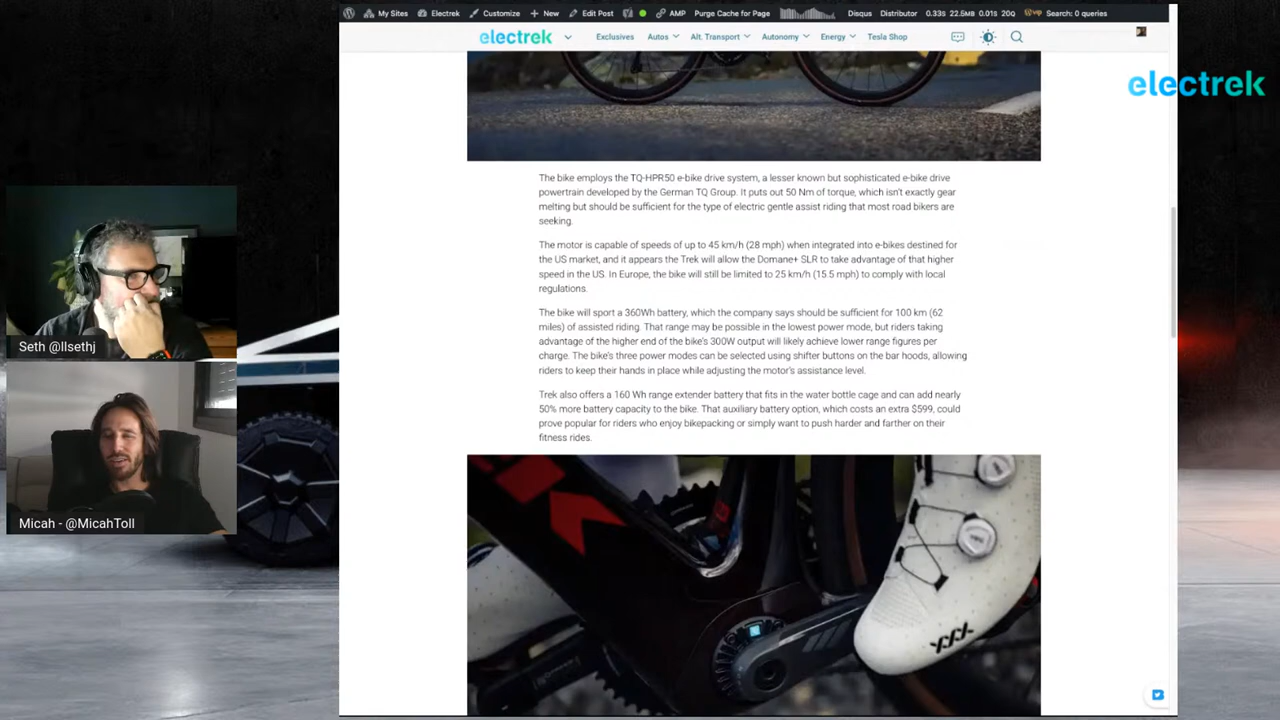 My Sites Electrek Customize New Edit Post AMP Purge Cache for Page Disqus Distributor 0.33s 22.5MB 0.01s 20Q Search: 0 queries
electrek Exclusives Autos Alt. Transport Autonomy Energy Tesla Shop
electrek
The bike employs the TQ-HPR50 e-bike drive system, a lesser known but sophisticated e-bike drive
powertrain developed by the German TQ Group. It puts out 50 Nm of torque, which isn't exactly gear
melting but should be sufficient for the type of electric gentle assist riding that most road bikers are
seeking.
The motor is capable of speeds of up to 45 km/h (28 mph) when integrated into e-bikes destined for
the US market, and it appears the Trek will allow the Domane+ SLR to take advantage of that higher
speed in the US. In Europe, the bike will still be limited to 25 km/h (15.5 mph) to comply with local
regulations.
The bike will sport a 360Wh battery, which the company says should be sufficient for 100 km (62
miles) of assisted riding. That range may be possible in the lowest power mode, but riders taking
advantage of the higher end of the bike's 300W output will likely achieve lower range figures per
charge. The bike's three power modes can be selected using shifter buttons on the bar hoods, allowing
riders to keep their hands in place while adjusting the motor's assistance level.
Trek also offers a 160 Wh range extender battery that fits in the water bottle cage and can add nearly
50% more battery capacity to the bike. That auxiliary battery option, which costs an extra $599, could
prove popular for riders who enjoy bikepacking or simply want to push harder and farther on their
fitness rides.
Seth @llsethj
Micah - @MicahToll